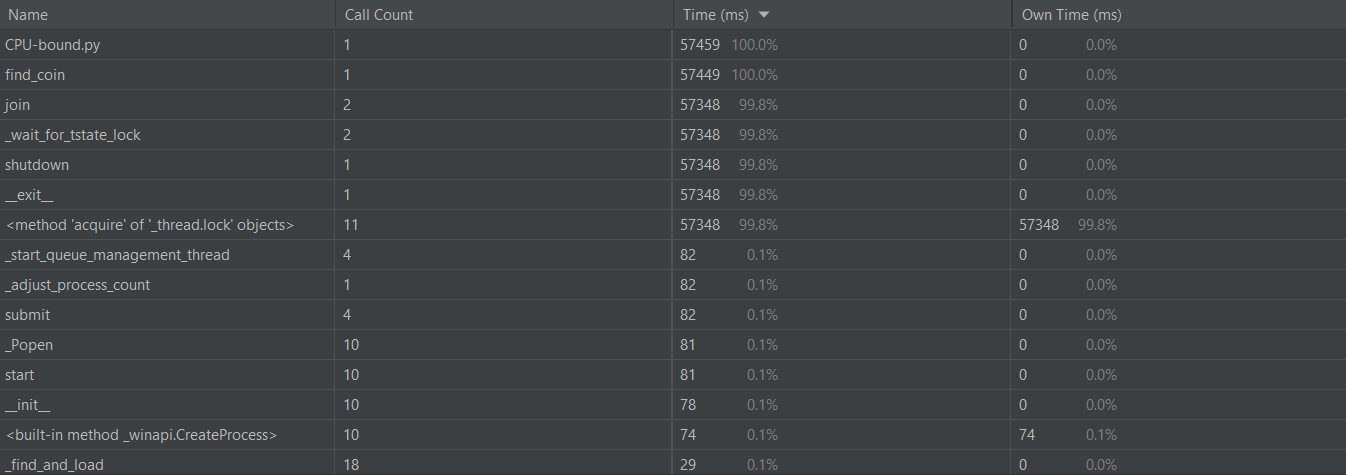 Name Call Count Time (ms) Own Time (ms)
CPU-bound.py 1 57459 100.0% 0 0.0%
find_coin 1 57449 100.0% 0 0.0%
join 2 57348 99.8% 0 0.0%
_wait_for_tstate_lock 2 57348 99.8% 0 0.0%
shutdown 1 57348 99.8% 0 0.0%
__exit__ 1 57348 99.8% 0 0.0%
<method 'acquire' of '_thread.lock' objects> 11 57348 99.8% 57348 99.8%
_start_queue_management_thread 4 82 0.1% 0 0.0%
_adjust_process_count 1 82 0.1% 0 0.0%
submit 4 82 0.1% 0 0.0%
_Popen 10 81 0.1% 0 0.0%
start 10 81 0.1% 0 0.0%
__init__ 10 78 0.1% 0 0.0%
<built-in method _winapi.CreateProcess> 10 74 0.1% 74 0.1%
_find_and_load 18 29 0.1% 0 0.0%